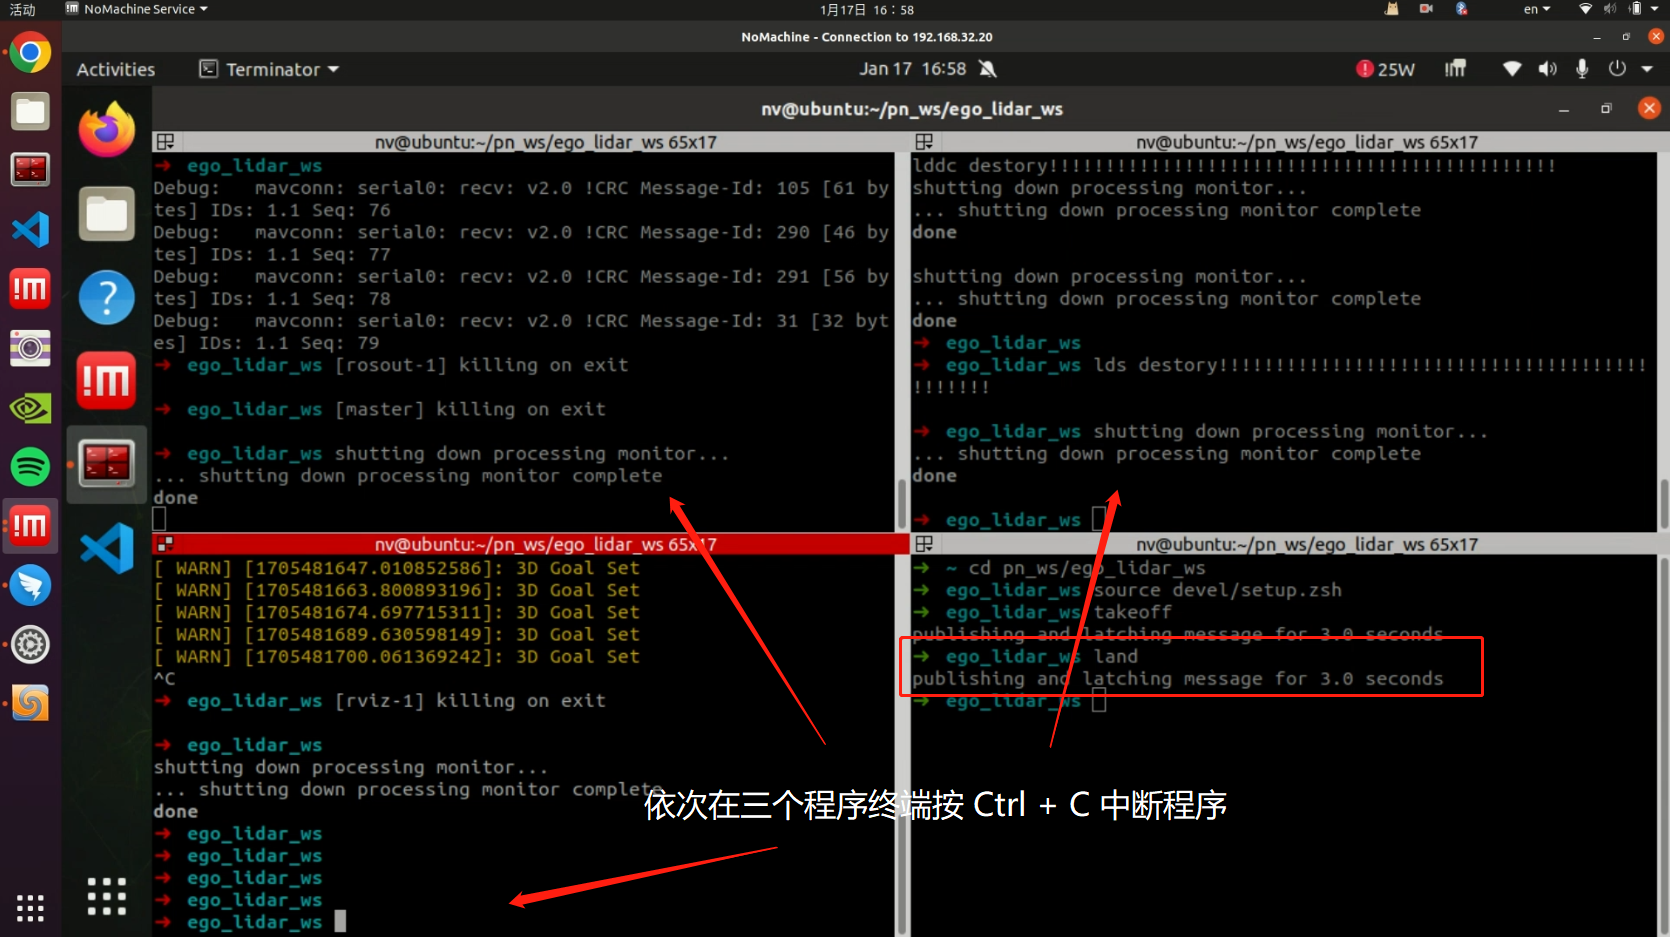 活动
NoMachine Service
1月17日 16：58
en
NoMachine - Connection to 192.168.32.20
Activities
Terminator
Jan 17 16:58
25W
nv@ubuntu:~/pn_ws/ego_lidar_ws
nv@ubuntu:~/pn_ws/ego_lidar_ws 65x17
➜ ego_lidar_ws
Debug:   mavconn: serial0: recv: v2.0 !CRC Message-Id: 105 [61 by
tes] IDs: 1.1 Seq: 76
Debug:   mavconn: serial0: recv: v2.0 !CRC Message-Id: 290 [46 by
tes] IDs: 1.1 Seq: 77
Debug:   mavconn: serial0: recv: v2.0 !CRC Message-Id: 291 [56 by
tes] IDs: 1.1 Seq: 78
Debug:   mavconn: serial0: recv: v2.0 !CRC Message-Id: 31 [32 byt
es] IDs: 1.1 Seq: 79
➜ ego_lidar_ws [rosout-1] killing on exit
➜ ego_lidar_ws [master] killing on exit
➜ ego_lidar_ws shutting down processing monitor...
... shutting down processing monitor complete
done
nv@ubuntu:~/pn_ws/ego_lidar_ws 65x17
lddc destory!!!!!!!!!!!!!!!!!!!!!!!!!!!!!!!!!!!!!!!!!!!!!
shutting down processing monitor...
... shutting down processing monitor complete
done
shutting down processing monitor...
... shutting down processing monitor complete
done
➜ ego_lidar_ws
➜ ego_lidar_ws lds destory!!!!!!!!!!!!!!!!!!!!!!!!!!!!!!!!!!!!!!
!!!!!!!
➜ ego_lidar_ws shutting down processing monitor...
... shutting down processing monitor complete
done
➜ ego_lidar_ws
nv@ubuntu:~/pn_ws/ego_lidar_ws 65x17
[ WARN] [1705481647.010852586]: 3D Goal Set
[ WARN] [1705481663.800893196]: 3D Goal Set
[ WARN] [1705481674.697715311]: 3D Goal Set
[ WARN] [1705481689.630598149]: 3D Goal Set
[ WARN] [1705481700.061369242]: 3D Goal Set
^C
➜ ego_lidar_ws [rviz-1] killing on exit
➜ ego_lidar_ws
shutting down processing monitor...
... shutting down processing monitor complete
done
➜ ego_lidar_ws
➜ ego_lidar_ws
➜ ego_lidar_ws
➜ ego_lidar_ws
➜ ego_lidar_ws
nv@ubuntu:~/pn_ws/ego_lidar_ws 65x17
➜ ~ cd pn_ws/ego_lidar_ws
➜ ego_lidar_ws source devel/setup.zsh
➜ ego_lidar_ws takeoff
publishing and latching message for 3.0 seconds
➜ ego_lidar_ws land
publishing and latching message for 3.0 seconds
➜ ego_lidar_ws
依次在三个程序终端按 Ctrl + C 中断程序